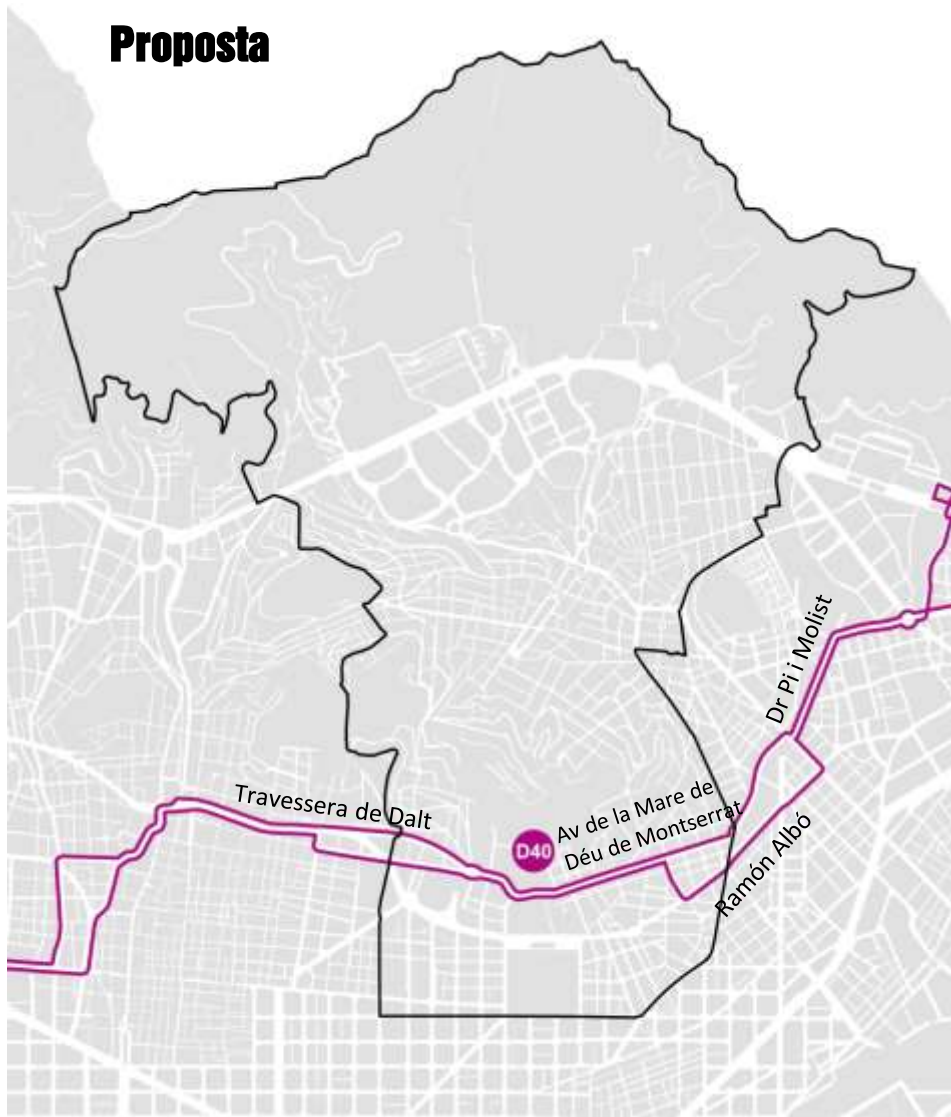 Proposta
Dr Pi i Molist
Travessera de Dalt
D40
Av de la Mare de
Déu de Montserrat
Ramón Albó